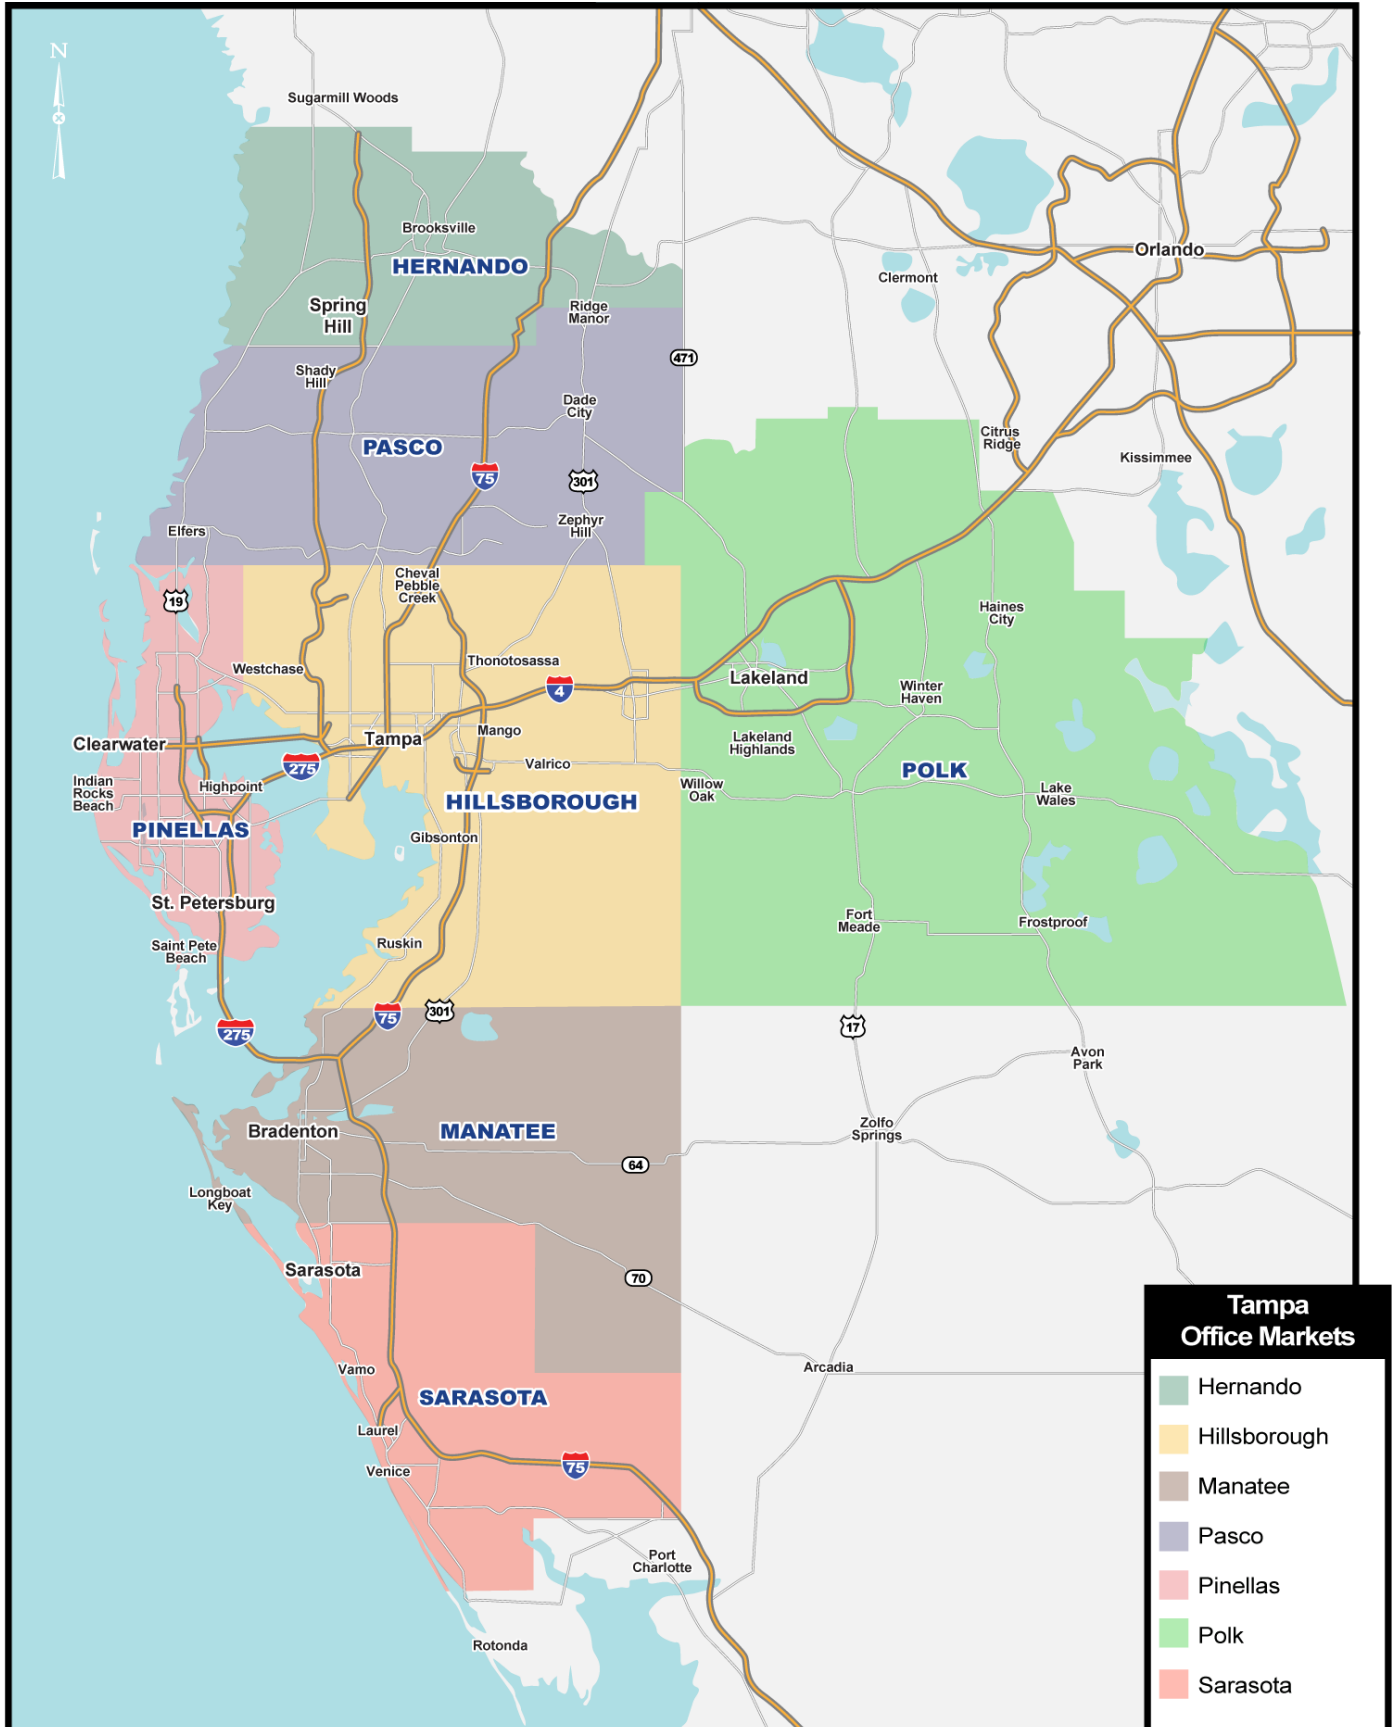 N
Sugarmill Woods
Brooksville
HERNANDO
Orlando
Clermont
Spring
Hill
Ridge
Manor
471
Shady
Hill
Dade
City
PASCO
Citrus
Ridge
Kissimmee
75
301
Zephyr
Hill
Elfers
Cheval
Pebble
Creek
19
Haines
City
Westchase
Thonotosassa
4
Lakeland
Winter
Haven
Clearwater
Tampa
Mango
Lakeland
Highlands
275
Valrico
POLK
Indian
Rocks
Beach
Highpoint
Willow
Oak
Lake
Wales
HILLSBOROUGH
PINELLAS
Gibsonton
St. Petersburg
Fort
Meade
Frostproof
Saint Pete
Beach
Ruskin
75
301
275
17
Avon
Park
Bradenton
MANATEE
Zolfo
Springs
64
Longboat
Key
Sarasota
70
Vamo
Arcadia
SARASOTA
Laurel
Venice
75
Port
Charlotte
Rotonda
Tampa
Office Markets
Hernando
Hillsborough
Manatee
Pasco
Pinellas
Polk
Sarasota